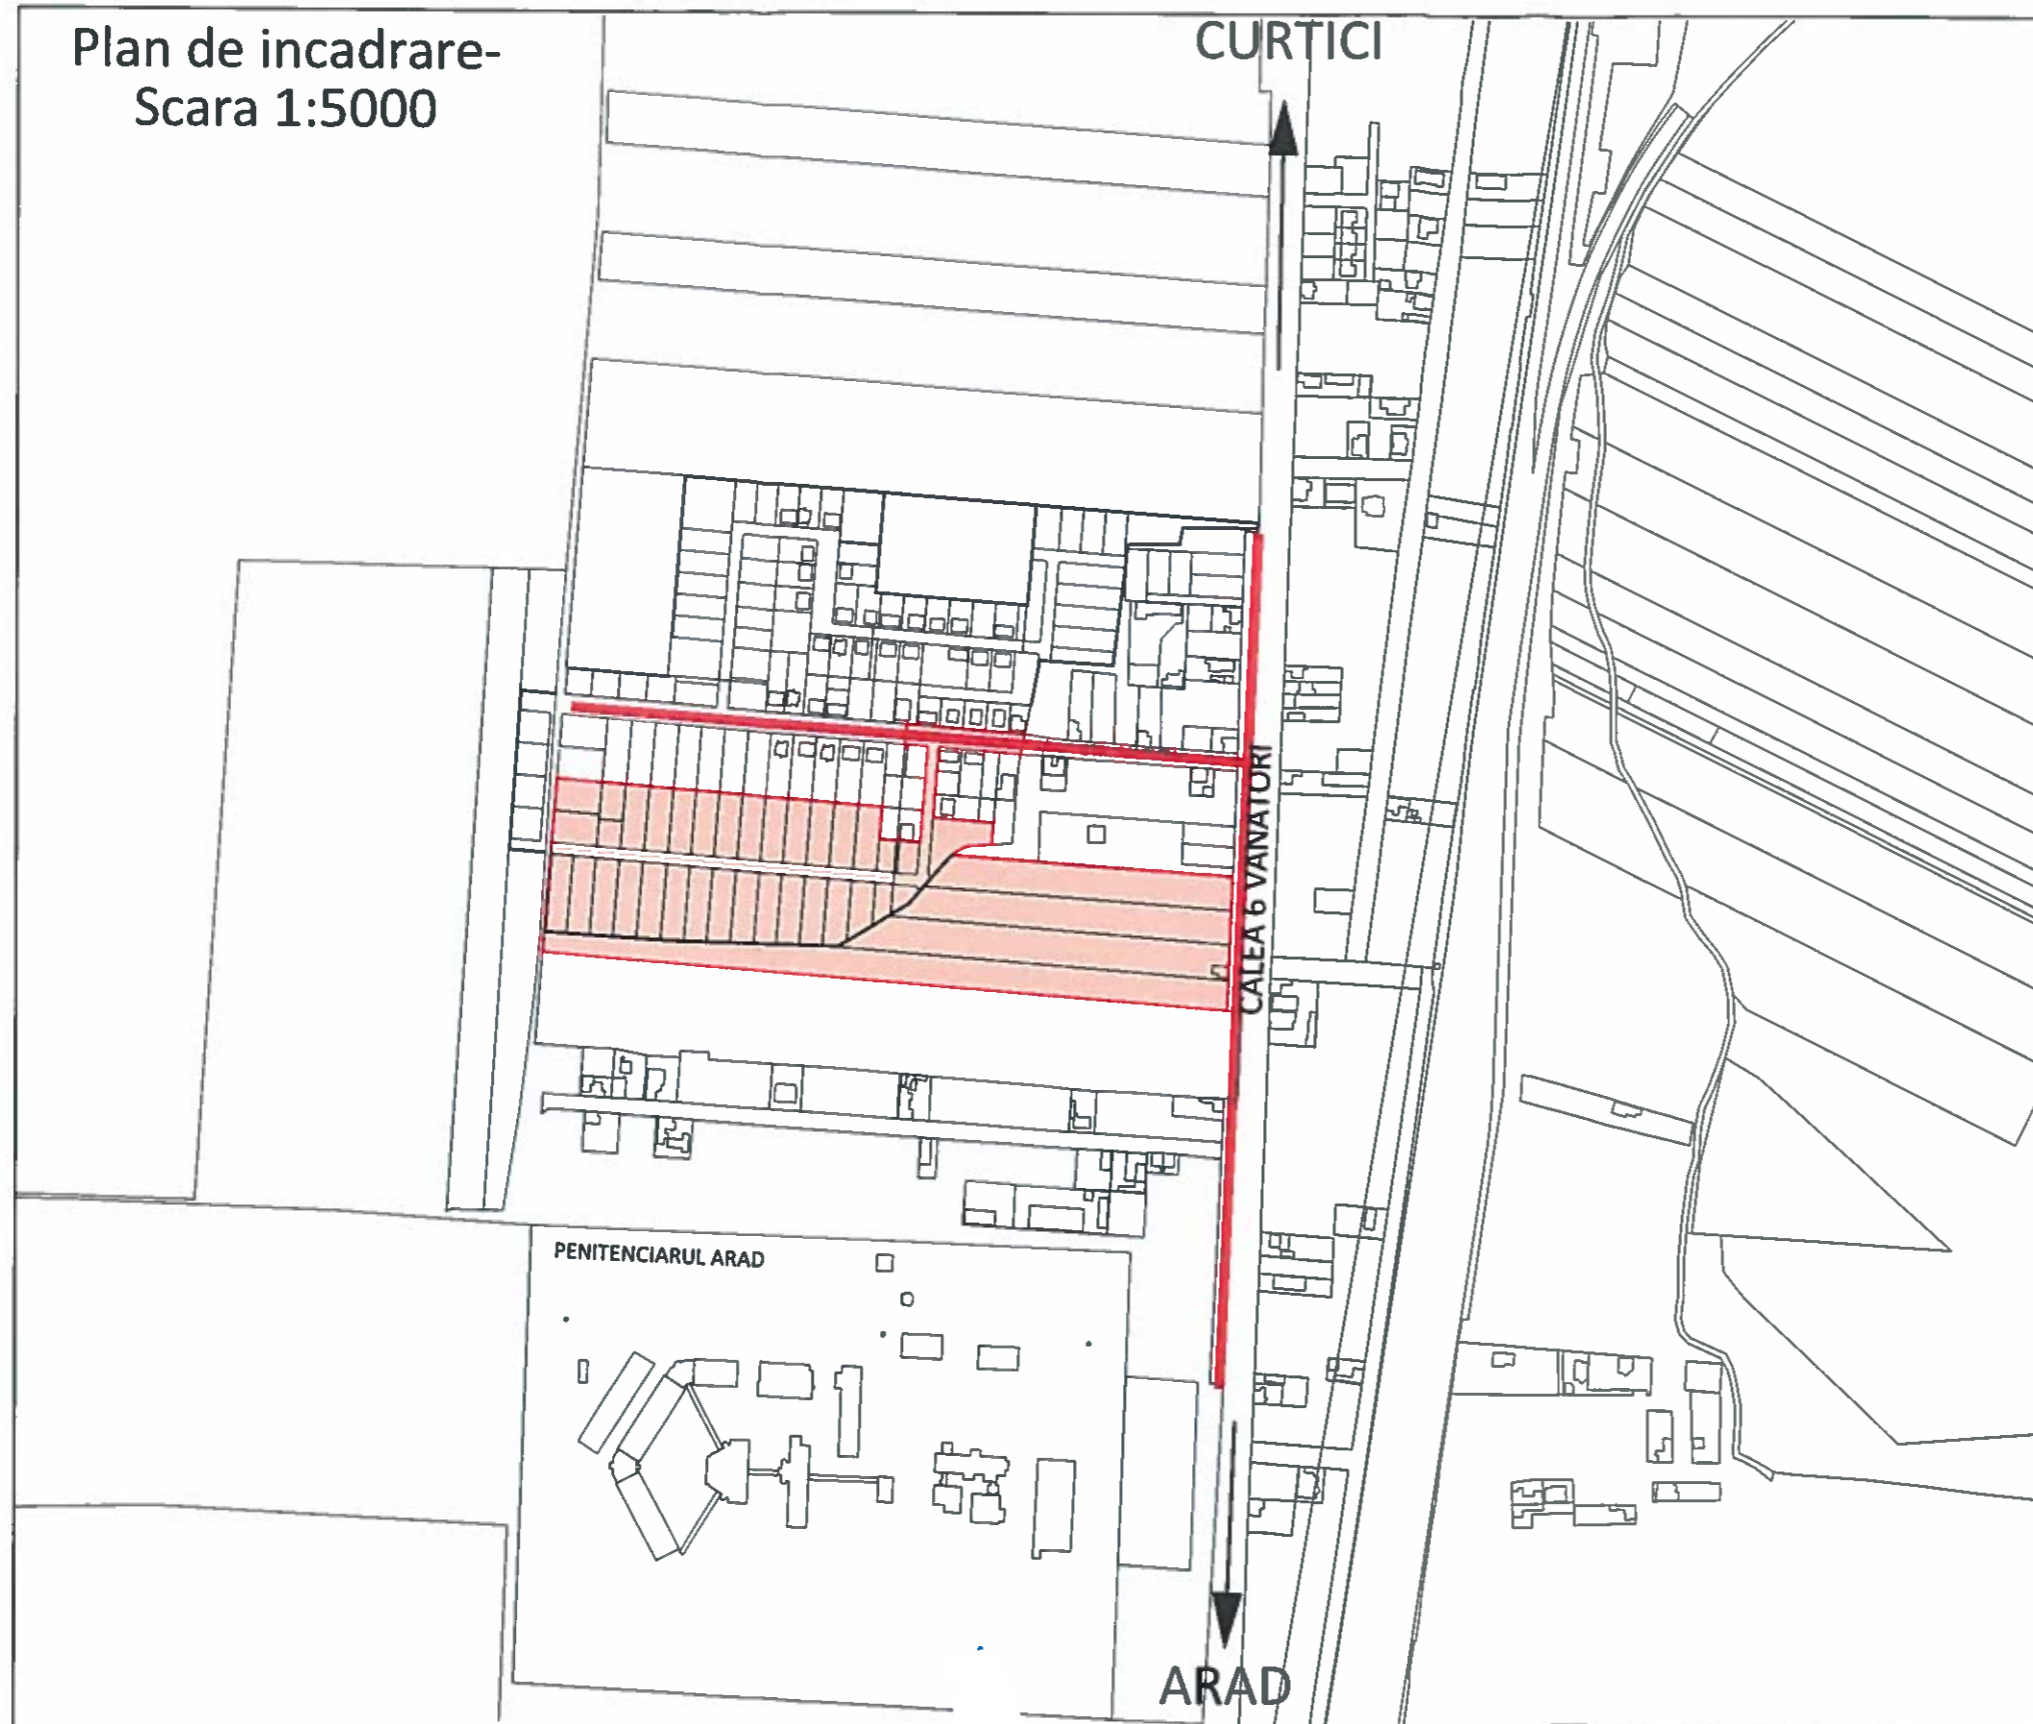 Plan de incadrare-
Scara 1:5000
CURTICI
CALEA 6 VANATORI
PENITENCIARUL ARAD
ARAD